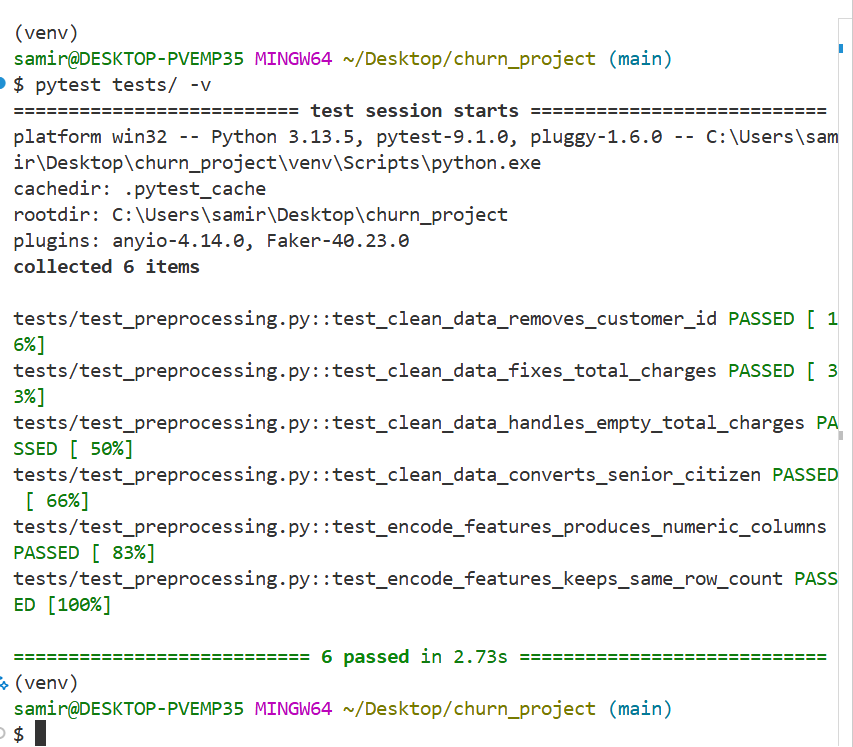 (venv)
samir@DESKTOP-PVEMP35 MINGW64 ~/Desktop/churn_project (main)
$ pytest tests/ -v
========================== test session starts ===========================
platform win32 -- Python 3.13.5, pytest-9.1.0, pluggy-1.6.0 -- C:\Users\sam
ir\Desktop\churn_project\venv\Scripts\python.exe
cachedir: .pytest_cache
rootdir: C:\Users\samir\Desktop\churn_project
plugins: anyio-4.14.0, Faker-40.23.0
collected 6 items

tests/test_preprocessing.py::test_clean_data_removes_customer_id PASSED [ 1
6%]
tests/test_preprocessing.py::test_clean_data_fixes_total_charges PASSED [ 3
3%]
tests/test_preprocessing.py::test_clean_data_handles_empty_total_charges PA
SSED [ 50%]
tests/test_preprocessing.py::test_clean_data_converts_senior_citizen PASSED
 [ 66%]
tests/test_preprocessing.py::test_encode_features_produces_numeric_columns
PASSED [ 83%]
tests/test_preprocessing.py::test_encode_features_keeps_same_row_count PASS
ED [100%]

=========================== 6 passed in 2.73s ============================
(venv)
samir@DESKTOP-PVEMP35 MINGW64 ~/Desktop/churn_project (main)
$